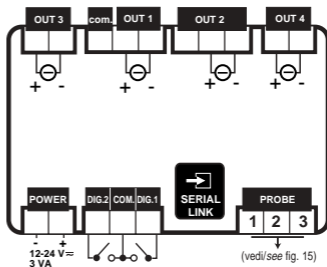 OUT 3 com. OUT 1 OUT 2 OUT 4
+ - + - + - + -
SERIAL
LINK
POWER DIG.2 COM. DIG.1 PROBE
1 2 3
- +
12-24 V≂
3 VA
(vedi/see fig. 15)